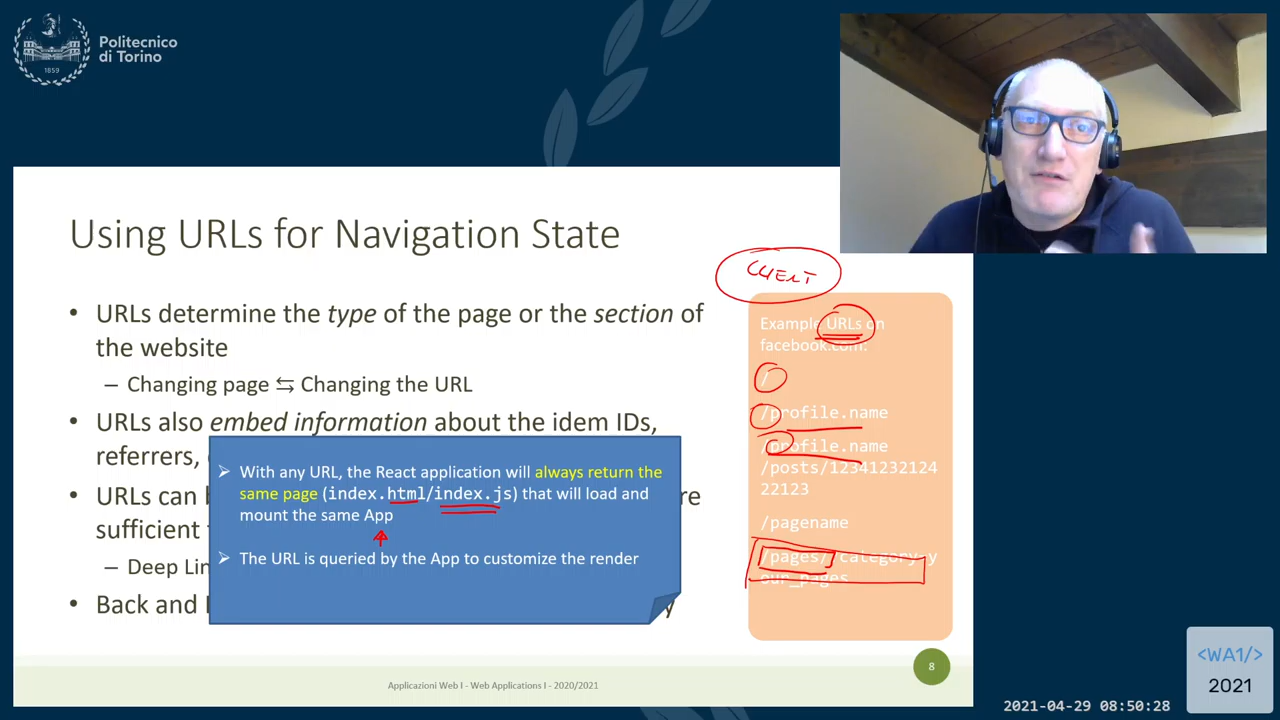 Politecnico
di Torino
1859
Using URLs for Navigation State
CLIENT
• URLs determine the type of the page or the section of
the website
– Changing page ⇆ Changing the URL
• URLs also embed information about the idem IDs,
referrers,
• URLs can
sufficient
– Deep
• Back and
➢ With any URL, the React application will always return the
same page (index.html/index.js) that will load and
mount the same App
➢ The URL is queried by the App to customize the render
Example URLs on
facebook.com:
/
/profile.name
/profile.name
/posts/12341232124
22123
/pagename
/pages/?category=y
our_pages
8
Applicazioni Web I - Web Applications I - 2020/2021
<WA1/>
2021
2021-04-29 08:50:28